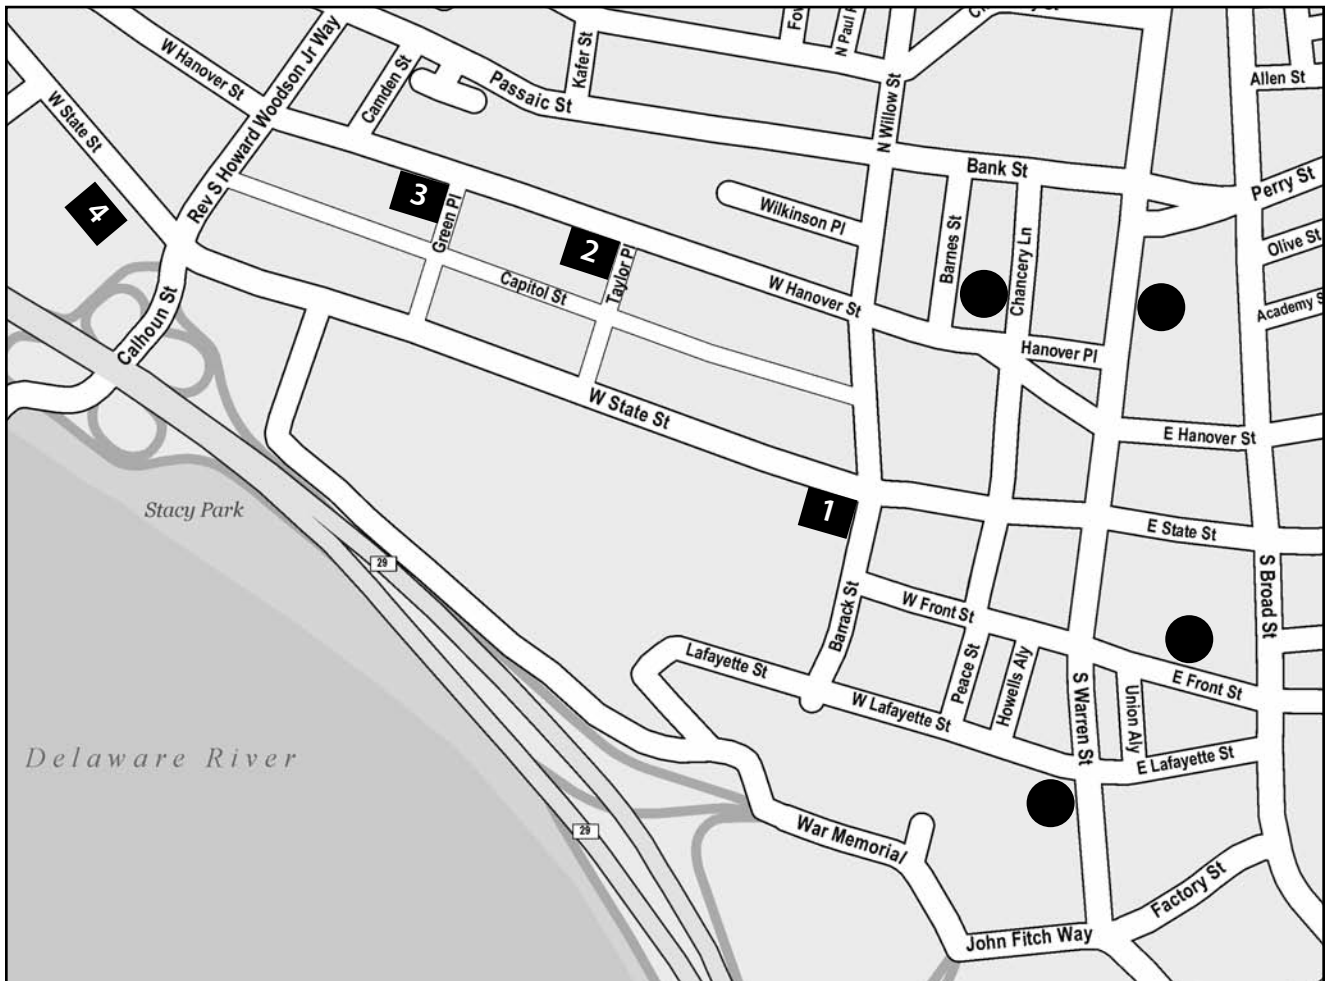 W Hanover St
Rev S Howard Woodson Jr Way
Camden St
Passaic St
Kafer St
N Paul
N Willow St
Allen St
W State St
Bank St
Perry St
4
3
Green Pl
2
Taylor Pl
Wilkinson Pl
Barnes St
Chancery Ln
Olive St
Capitol St
W Hanover St
Academy S
Calhoun St
Hanover Pl
W State St
E Hanover St
Stacy Park
1
E State St
29
S Broad St
Barrack St
W Front St
Lafayette St
Peace St
Howells Aly
E Front St
W Lafayette St
S Warren St
Union Aly
E Lafayette St
Delaware River
29
War Memorial
Factory St
John Fitch Way